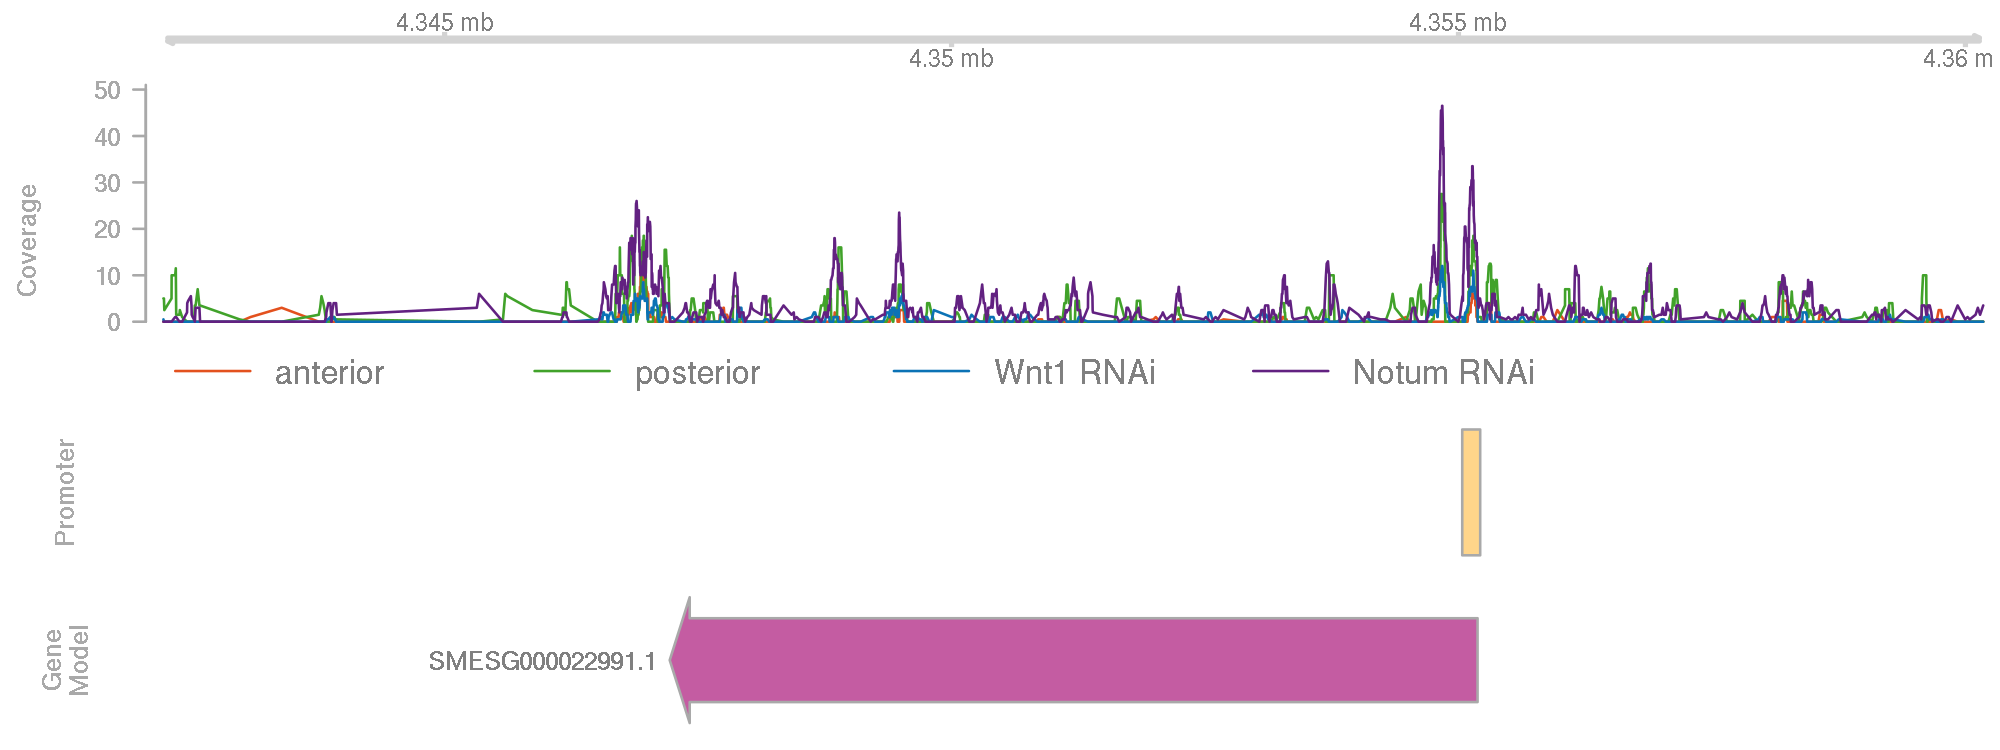 4.345 mb
4.355 mb
4.35 mb
4.36 m
Coverage
50
40
30
20
10
0
anterior
posterior
Wnt1 RNAi
Notum RNAi
Promoter
Gene
Model
SMESG000022991.1